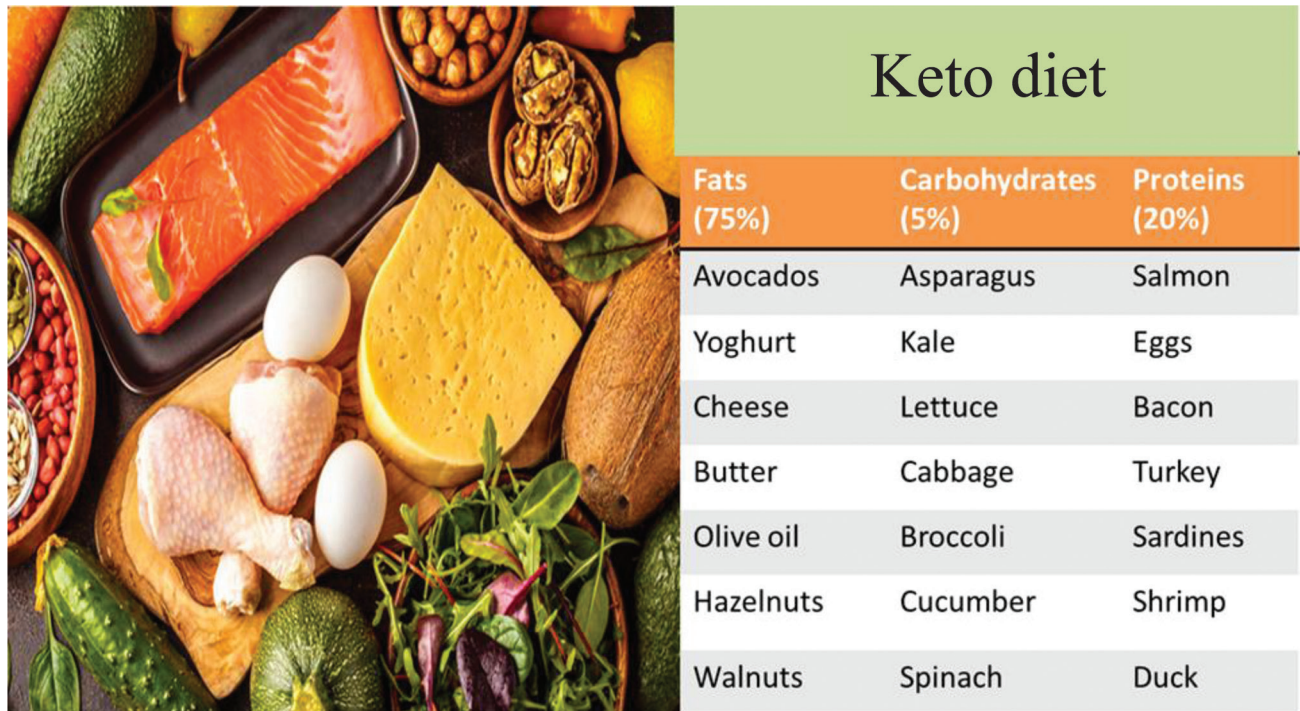 Keto diet
Fats Carbohydrates Proteins
(75%) (5%) (20%)
Avocados Asparagus Salmon
Yoghurt Kale Eggs
Cheese Lettuce Bacon
Butter Cabbage Turkey
Olive oil Broccoli Sardines
Hazelnuts Cucumber Shrimp
Walnuts Spinach Duck